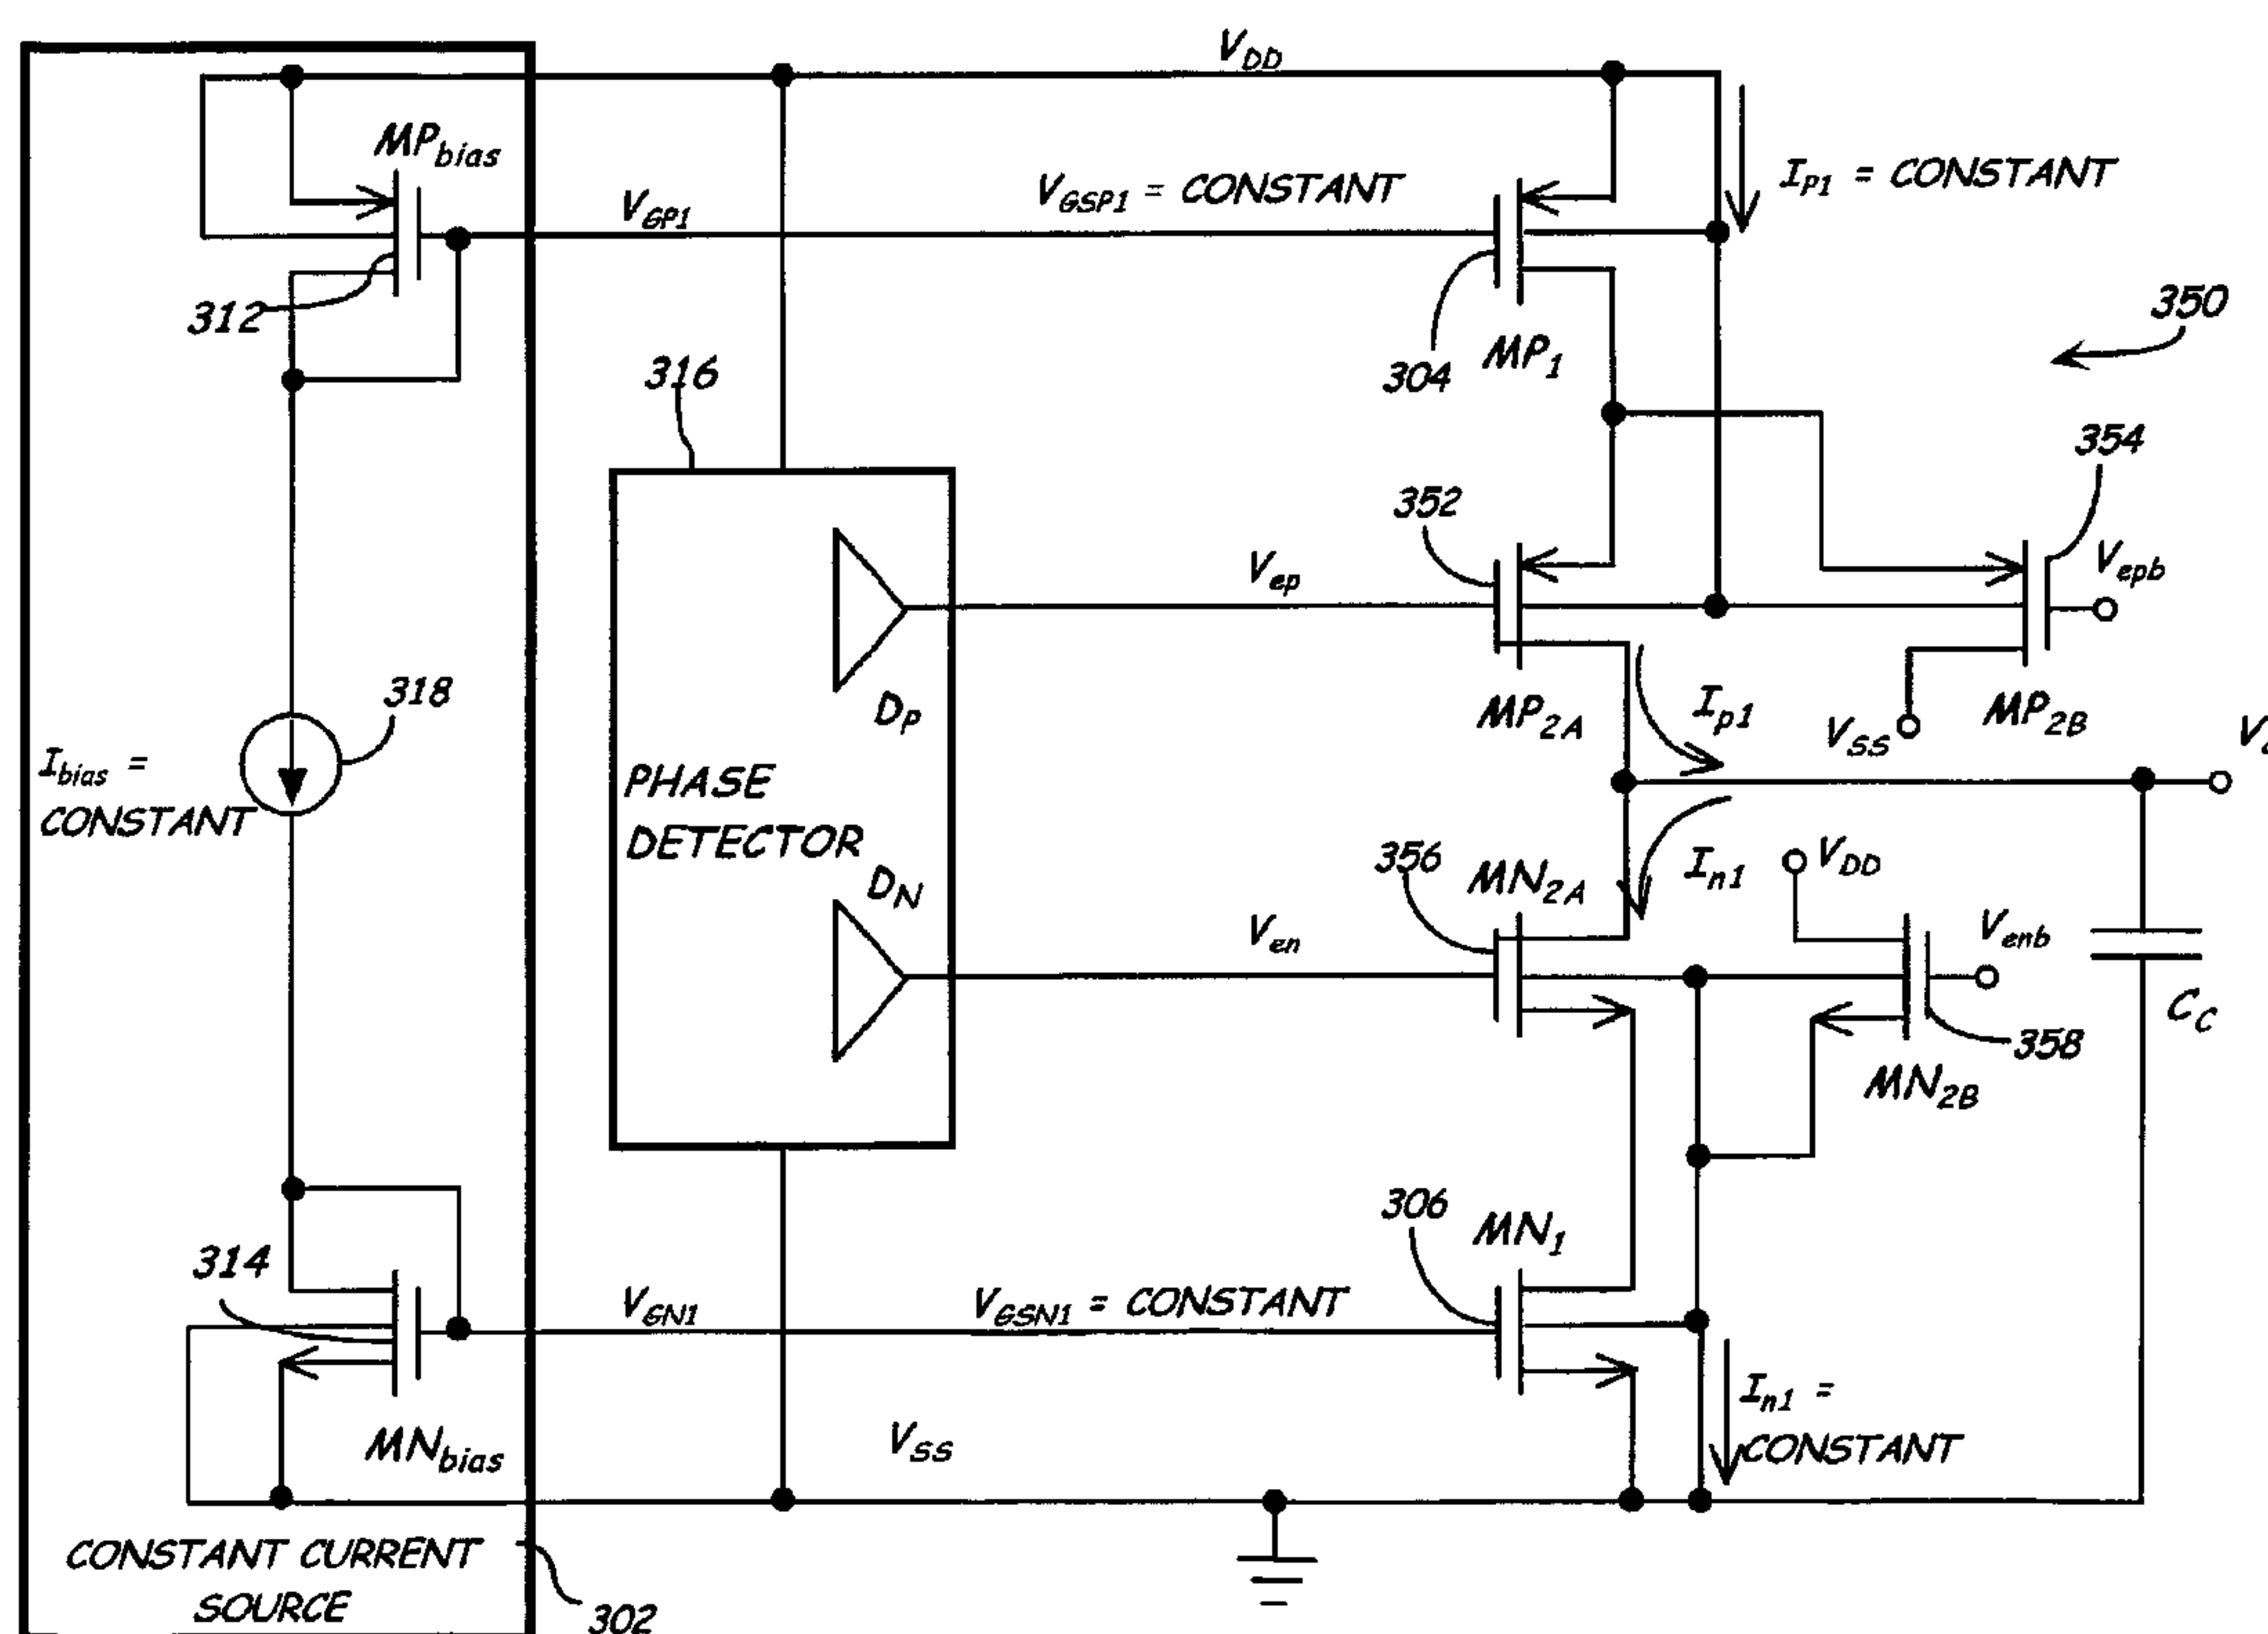 V_DD
MP_bias
V_GP1
V_GSP1 = CONSTANT
I_P1 = CONSTANT
312
304
MP_1
350
316
354
352
V_ep
V_epb
D_P
MP_2A
I_p1
V_SS
MP_2B
318
I_bias =
CONSTANT
PHASE
DETECTOR
D_N
356
MN_2A
I_n1
V_DD
V_en
V_enb
C_C
358
MN_2B
306
MN_1
314
V_GN1
V_GSN1 = CONSTANT
I_n1 =
CONSTANT
MN_bias
V_SS
CONSTANT CURRENT
SOURCE
302